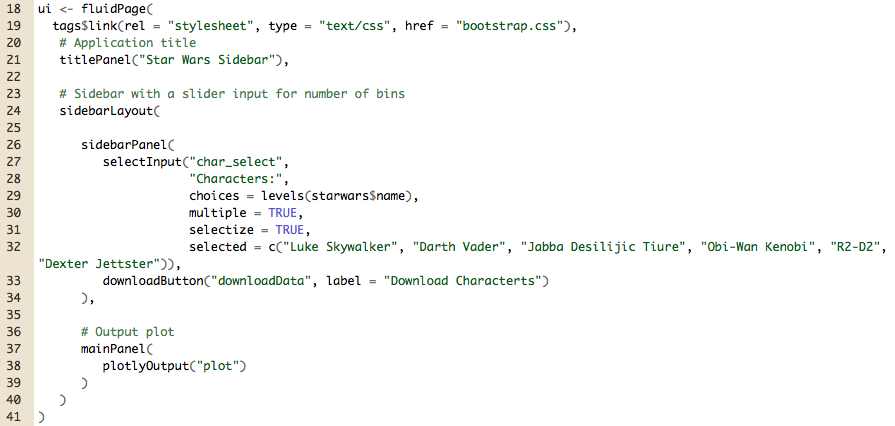 18 ui <- fluidPage(
19   tags$link(rel = "stylesheet", type = "text/css", href = "bootstrap.css"),
20    # Application title
21    titlePanel("Star Wars Sidebar"),
22
23    # Sidebar with a slider input for number of bins
24    sidebarLayout(
25
26       sidebarPanel(
27          selectInput("char_select",
28                      "Characters:",
29                      choices = levels(starwars$name),
30                      multiple = TRUE,
31                      selectize = TRUE,
32                      selected = c("Luke Skywalker", "Darth Vader", "Jabba Desilijic Tiure", "Obi-Wan Kenobi", "R2-D2",
"Dexter Jettster")),
33          downloadButton("downloadData", label = "Download Characterts")
34       ),
35
36       # Output plot
37       mainPanel(
38          plotlyOutput("plot")
39       )
40    )
41 )